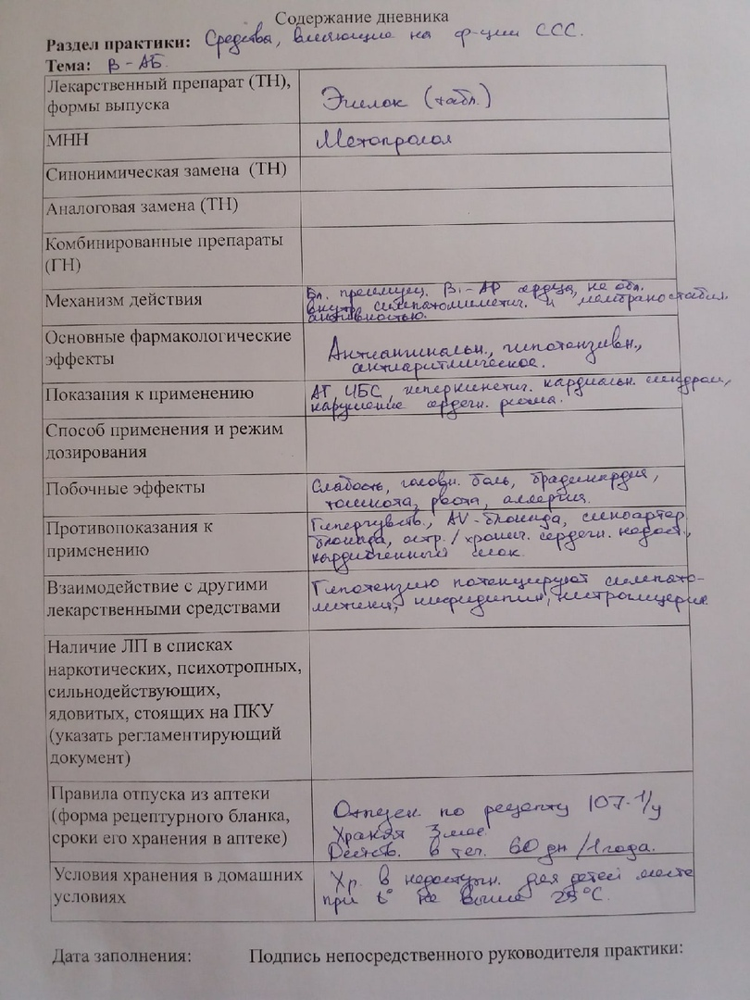 Содержание дневника
Раздел практики: Средства, влияющие на ф-ции ССС.
Тема: β-АБ.
Лекарственный препарат (ТН),
формы выпуска
Эгилок (табл.)
МНН
Метопролол
Синонимическая замена (ТН)
Аналоговая замена (ТН)
Комбинированные препараты
(ТН)
Механизм действия
Бл. преимущ. β₁-АР сердца, не обл.
внутр. симпатомиметич. и мембраностабил.
активностью.
Основные фармакологические
эффекты
Антиангинальн., гипотензивн.,
антиаритмическое.
Показания к применению
АГ, ИБС, гиперкинетич. кардиальн. синдром,
нарушение сердечн. ритма.
Способ применения и режим
дозирования
Побочные эффекты
Слабость, головн. боль, брадикардия,
тошнота, рвота, аллергия.
Противопоказания к
применению
Гиперчувств., AV-блокада, синоатр.
блокада, остр./хронич. сердечн. недост.,
кардиогенный шок.
Взаимодействие с другими
лекарственными средствами
Гипотензию потенцируют симпато-
литики, нифедипин, нитроглицерин
Наличие ЛП в списках
наркотических, психотропных,
сильнодействующих,
ядовитых, стоящих на ПКУ
(указать регламентирующий
документ)
Правила отпуска из аптеки
(форма рецептурного бланка,
сроки его хранения в аптеке)
Отпуск по рецепту 107-1/у
Хранят 3 мес.
Действ. в теч. 60 дн /1 года.
Условия хранения в домашних
условиях
Хр. в недоступн. для детей месте
при t° не выше 25°С.
Дата заполнения: Подпись непосредственного руководителя практики: